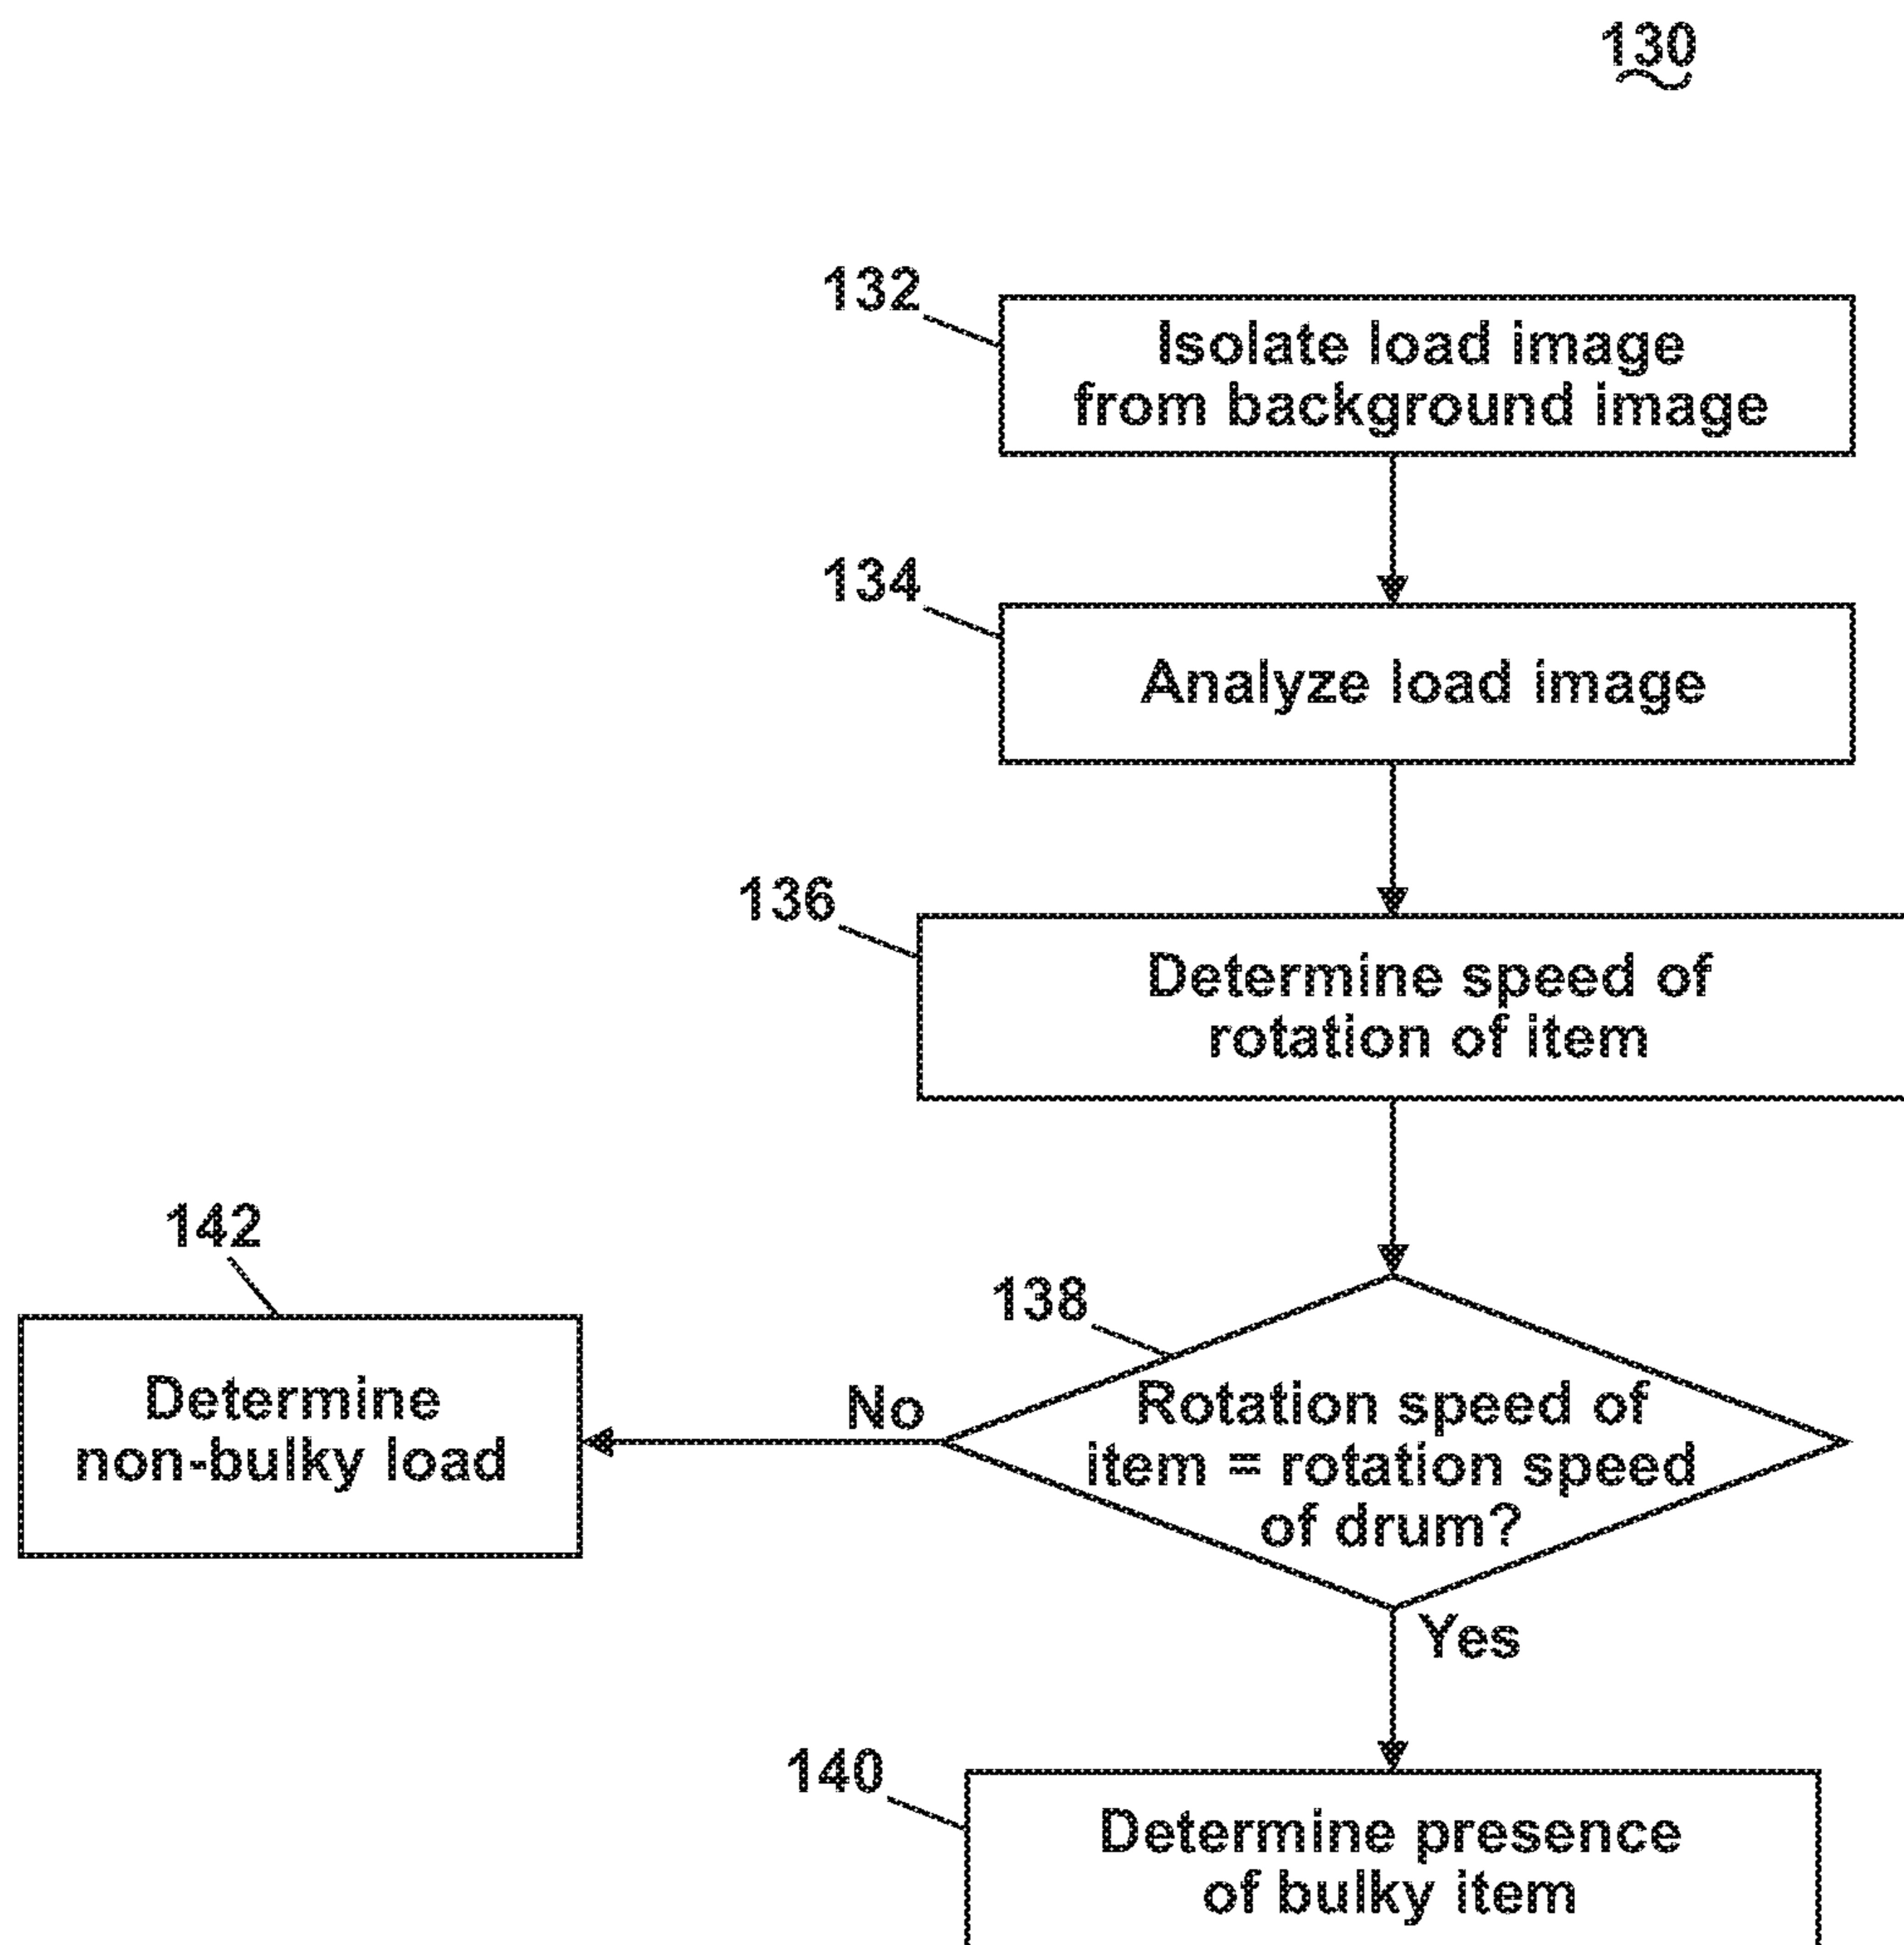 130
132
Isolate load image
from background image
134
Analyze load image
136
Determine speed of
rotation of item
138
Rotation speed of
item = rotation speed
of drum?
No
142
Determine
non-bulky load
Yes
140
Determine presence
of bulky item